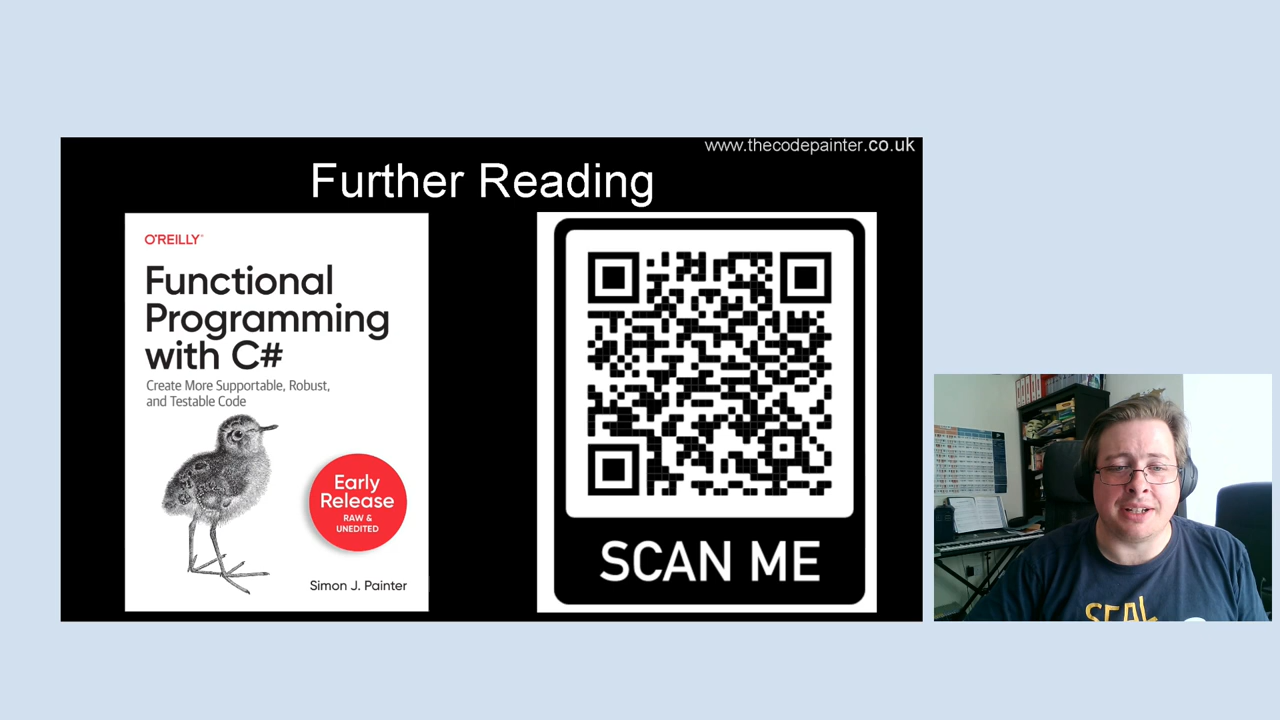 www.thecodepainter.co.uk
Further Reading
O'REILLY
Functional
Programming
with C#
Create More Supportable, Robust,
and Testable Code
Early
Release
RAW &
UNEDITED
Simon J. Painter
SCAN ME